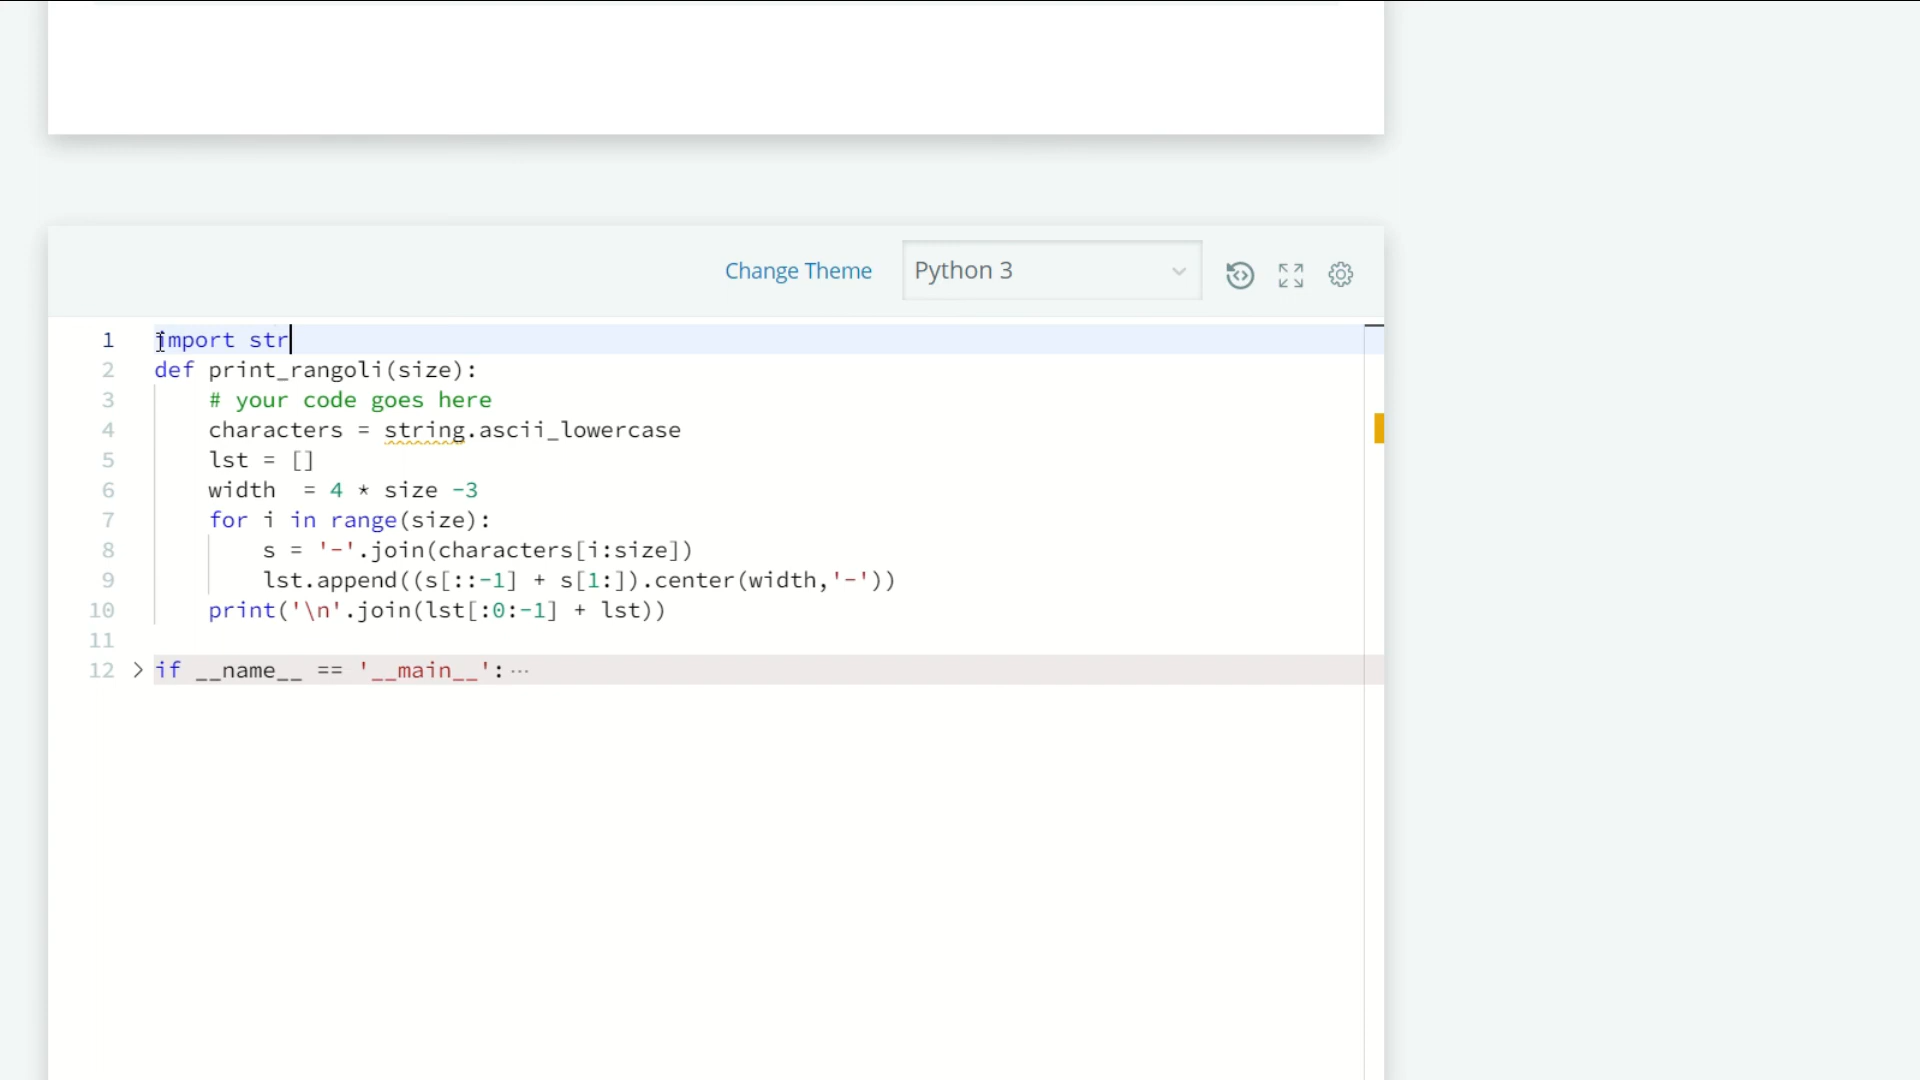 Change Theme Python 3
1 import str
2 def print_rangoli(size):
3 # your code goes here
4 characters = string.ascii_lowercase
5 lst = []
6 width  = 4 * size -3
7 for i in range(size):
8 s = '-'.join(characters[i:size])
9 lst.append((s[::-1] + s[1:]).center(width,'-'))
10 print('\n'.join(lst[:0:-1] + lst))
11
12 > if __name__ == '__main__': ···